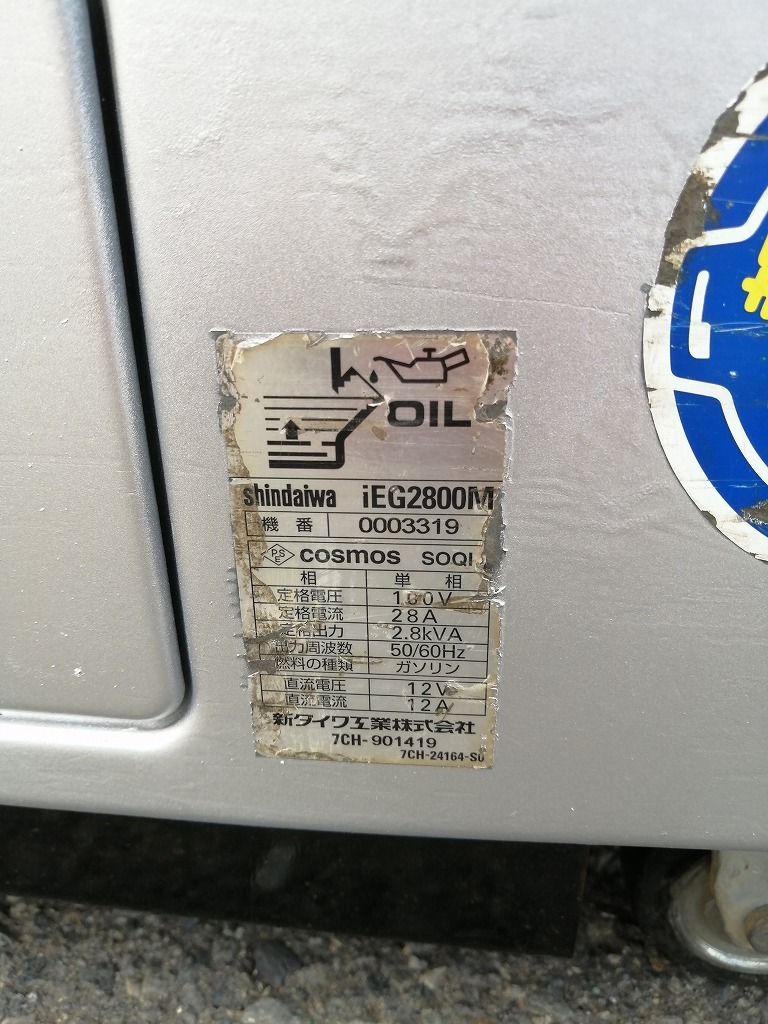 OIL
shindaiwa iEG2800M
機番 0003319
PSE cosmos SOQI
相 単相
定格電圧 100V
定格電流 28A
定格出力 2.8kVA
出力周波数 50/60Hz
燃料の種類 ガソリン
直流電圧 12V
直流電流 12A
新ダイワ工業株式会社
7CH-901419
7CH-24164-S0